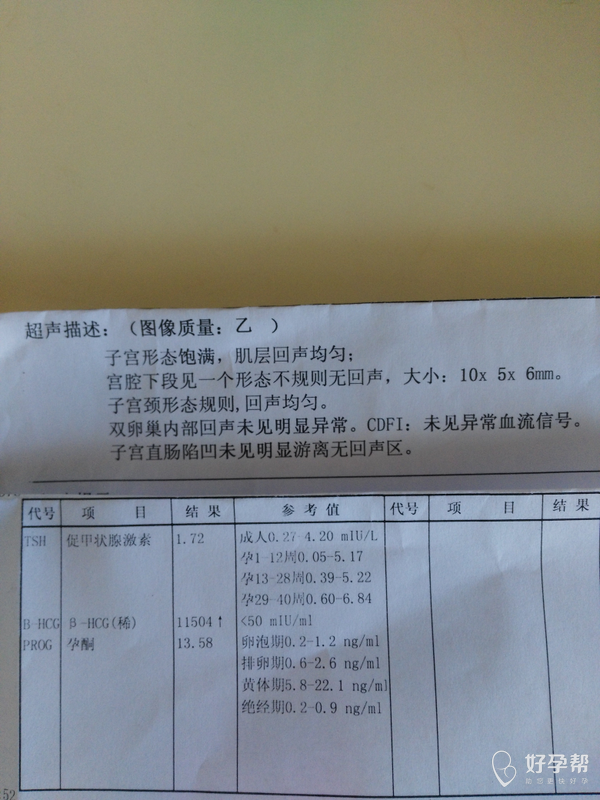 超声描述：（图像质量：乙 ）
子宫形态饱满，肌层回声均匀；
宫腔下段见一个形态不规则无回声，大小：10x 5x 6mm。
子宫颈形态规则,回声均匀。
双卵巢内部回声未见明显异常。CDFI：未见异常血流信号。
子宫直肠陷凹未见明显游离无回声区。
代号 项 目 结 果 参 考 值 代号 项 目 结 果
TSH 促甲状腺激素 1.72 成人0.27-4.20 mIU/L
孕1-12周0.05-5.17
孕13-28周0.39-5.22
孕29-40周0.60-6.84
B-HCG β-HCG(稀) 11504↑ <50 mIU/ml
PROG 孕酮 13.58 卵泡期0.2-1.2 ng/ml
排卵期0.6-2.6 ng/ml
黄体期5.8-22.1 ng/ml
绝经期0.2-0.9 ng/ml
52
好孕帮
助您更快好孕